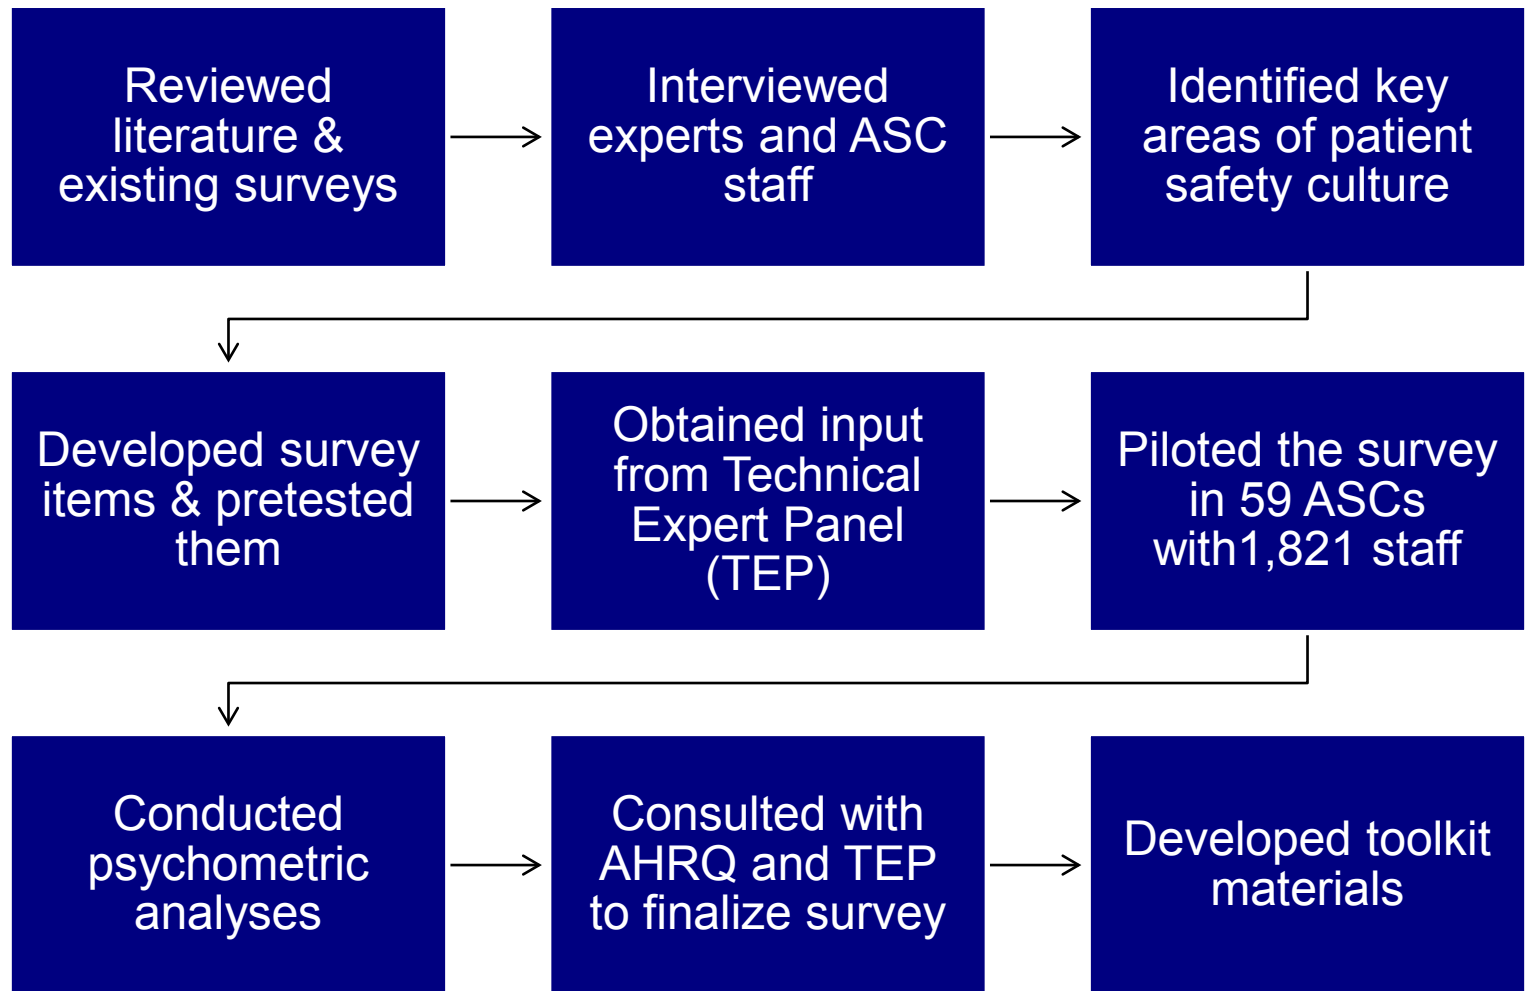 Reviewed
literature &
existing surveys
Interviewed
experts and ASC
staff
Identified key
areas of patient
safety culture
Developed survey
items & pretested
them
Obtained input
from Technical
Expert Panel
(TEP)
Piloted the survey
in 59 ASCs
with1,821 staff
Conducted
psychometric
analyses
Consulted with
AHRQ and TEP
to finalize survey
Developed toolkit
materials